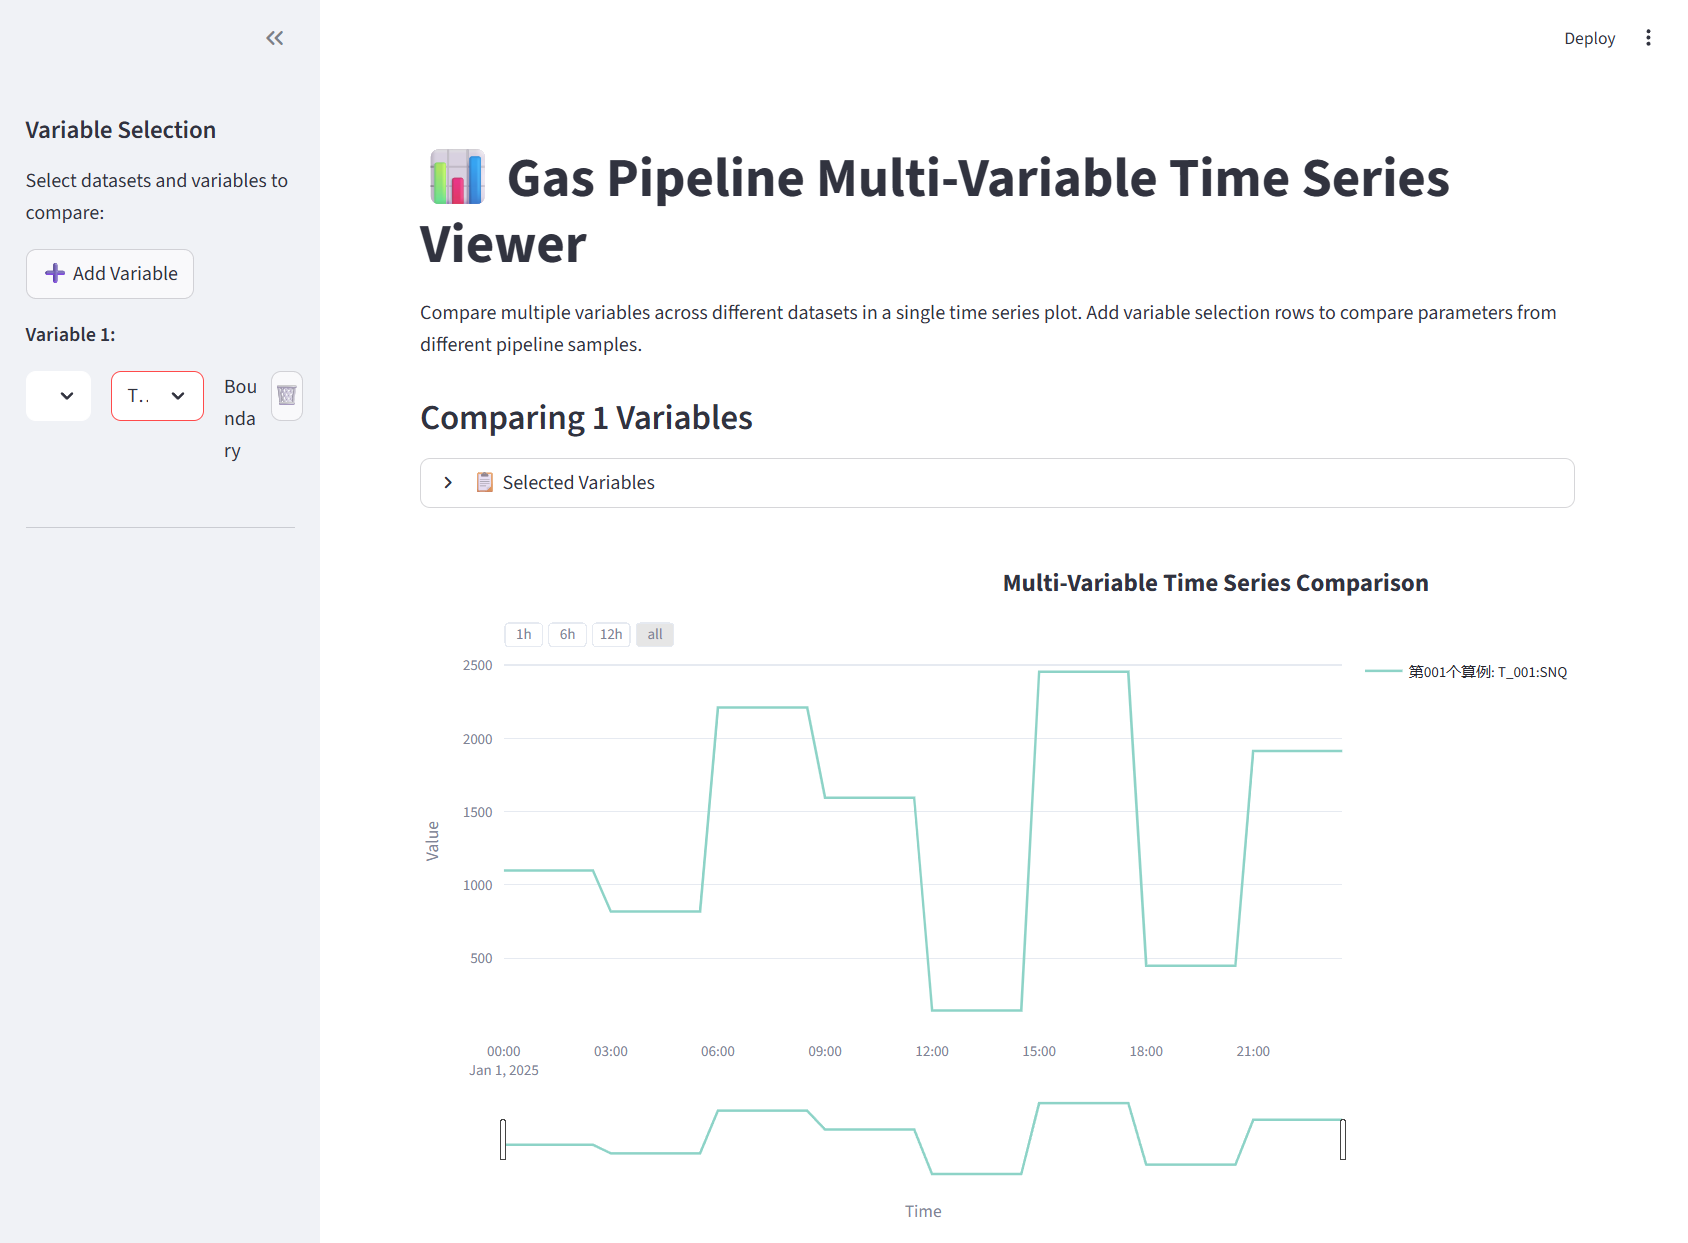 Deploy
Variable Selection
Select datasets and variables to
compare:
Add Variable
Variable 1:
T..
Bou
nda
ry
Gas Pipeline Multi-Variable Time Series
Viewer
Compare multiple variables across different datasets in a single time series plot. Add variable selection rows to compare parameters from
different pipeline samples.
Comparing 1 Variables
Selected Variables
Multi-Variable Time Series Comparison
1h 6h 12h all
2500
2000
1500
1000
500
Value
第001个算例: T_001:SNQ
00:00 03:00 06:00 09:00 12:00 15:00 18:00 21:00
Jan 1, 2025
Time